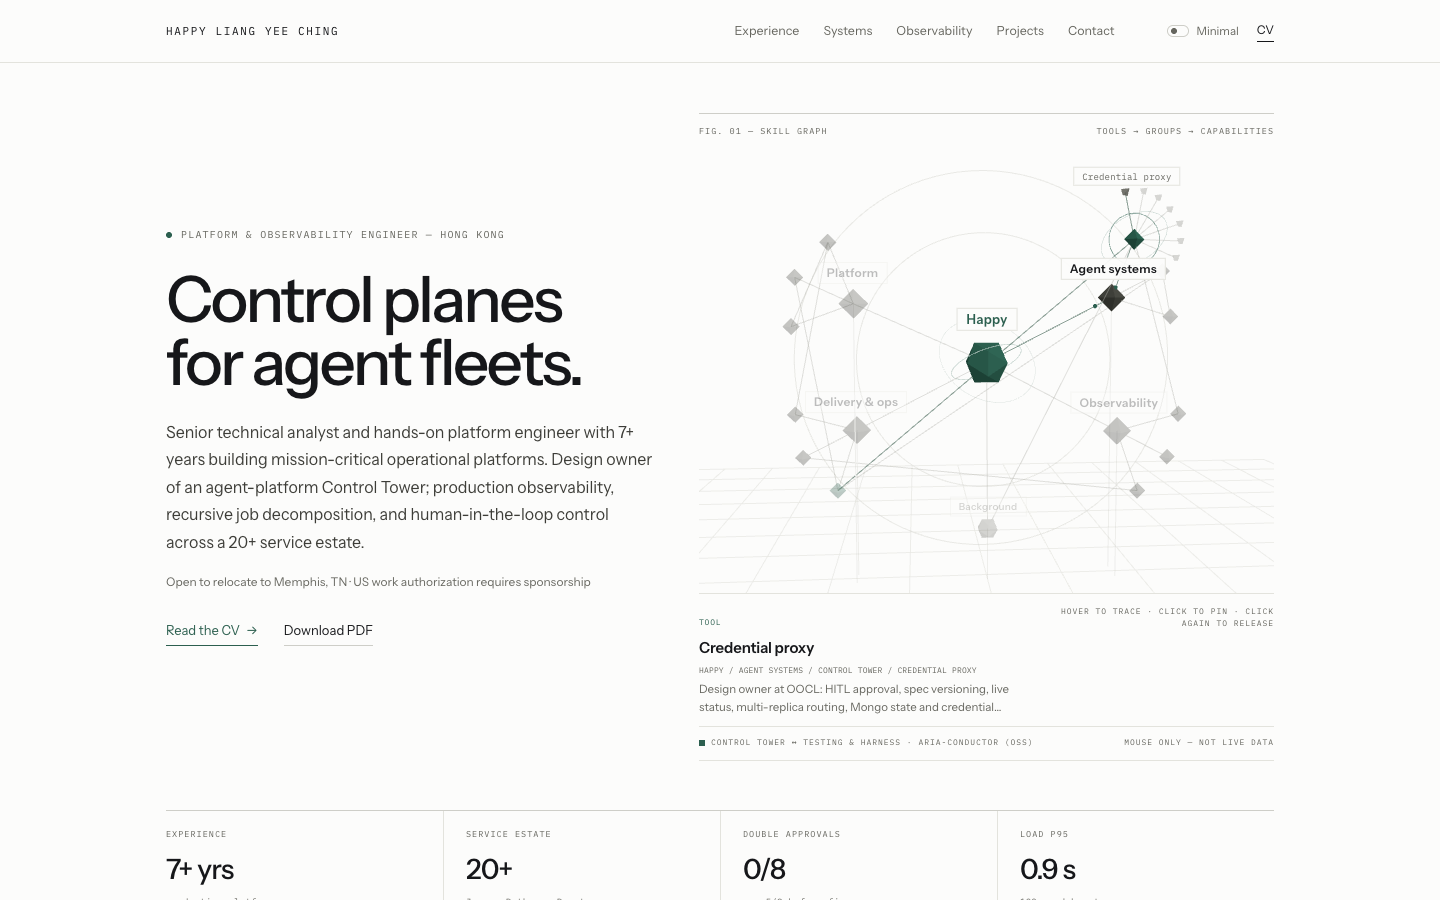 HAPPY LIANG YEE CHING
Experience
Systems
Observability
Projects
Contact
Minimal
CV
FIG. 01 — SKILL GRAPH
TOOLS → GROUPS → CAPABILITIES
PLATFORM & OBSERVABILITY ENGINEER — HONG KONG
Control planes
for agent fleets.
Senior technical analyst and hands-on platform engineer with 7+
years building mission-critical operational platforms. Design owner
of an agent-platform Control Tower; production observability,
recursive job decomposition, and human-in-the-loop control
across a 20+ service estate.
Open to relocate to Memphis, TN · US work authorization requires sponsorship
Read the CV →
Download PDF
Credential proxy
Platform
Agent systems
Happy
Delivery & ops
Observability
Background
HOVER TO TRACE · CLICK TO PIN · CLICK
AGAIN TO RELEASE
TOOL
Credential proxy
HAPPY / AGENT SYSTEMS / CONTROL TOWER / CREDENTIAL PROXY
Design owner at OOCL: HITL approval, spec versioning, live
status, multi-replica routing, Mongo state and credential…
CONTROL TOWER ↔ TESTING & HARNESS · ARIA-CONDUCTOR (OSS)
MOUSE ONLY — NOT LIVE DATA
EXPERIENCE
7+ yrs
SERVICE ESTATE
20+
DOUBLE APPROVALS
0/8
LOAD P95
0.9 s